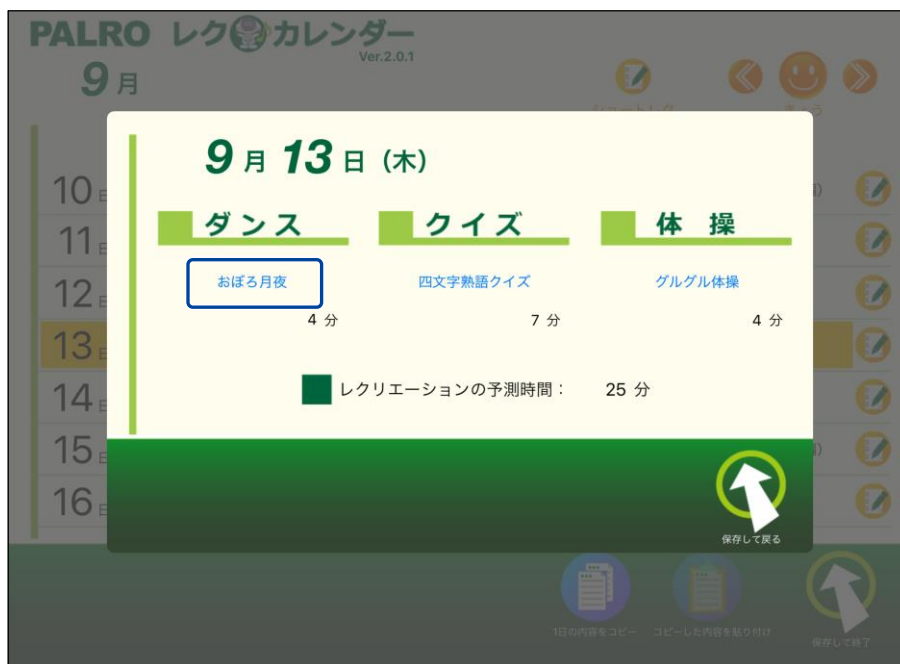 PALRO レク カレンダー
Ver.2.0.1
9月
9月13日（木）
ダンス クイズ 体操
おぼろ月夜 四文字熟語クイズ グルグル体操
4 分 7 分 4 分
レクリエーションの予測時間： 25 分
10
11
12
13
14
15
16
保存して戻る
1日の内容をコピー コピーした内容を貼り付け 保存して終了